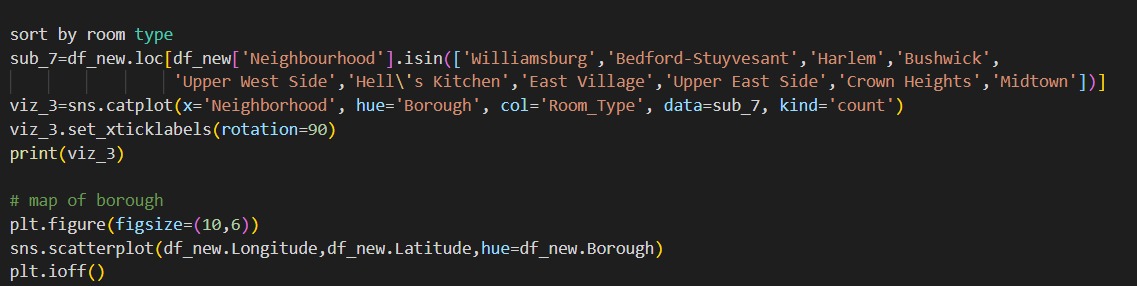 sort by room type
sub_7=df_new.loc[df_new['Neighbourhood'].isin(['Williamsburg','Bedford-Stuyvesant','Harlem','Bushwick',
'Upper West Side','Hell\'s Kitchen','East Village','Upper East Side','Crown Heights','Midtown'])]
viz_3=sns.catplot(x='Neighborhood', hue='Borough', col='Room_Type', data=sub_7, kind='count')
viz_3.set_xticklabels(rotation=90)
print(viz_3)
# map of borough
plt.figure(figsize=(10,6))
sns.scatterplot(df_new.Longitude,df_new.Latitude,hue=df_new.Borough)
plt.ioff()